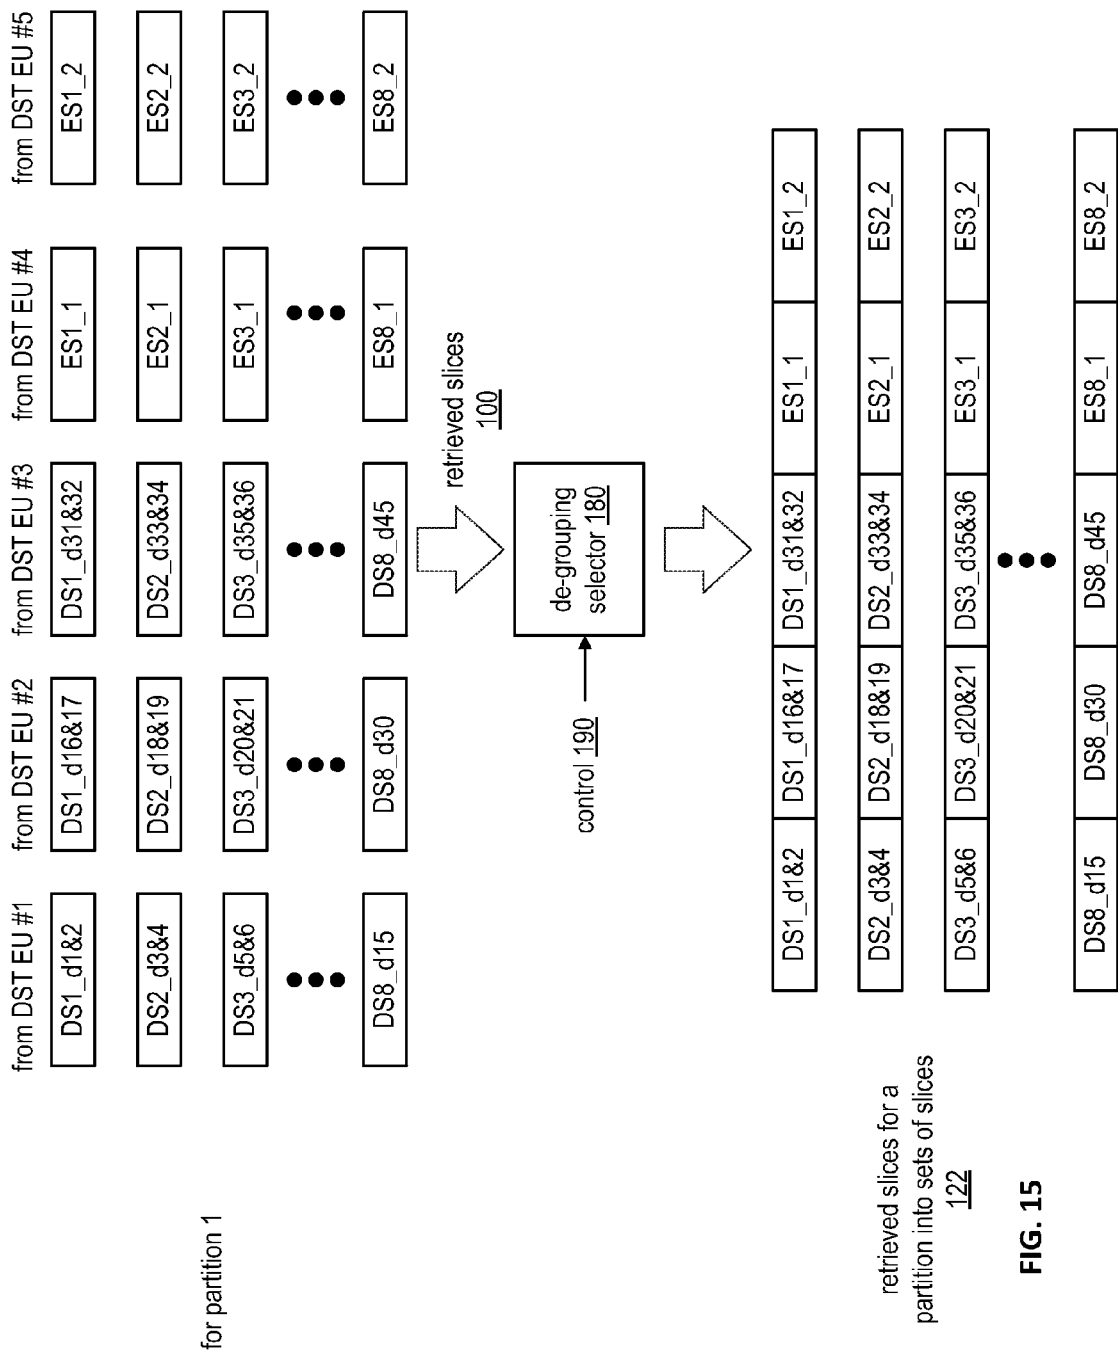 for partition 1
from DST EU #1
DS1_d1&2
DS2_d3&4
DS3_d5&6
DS8_d15
from DST EU #2
DS1_d16&17
DS2_d18&19
DS3_d20&21
DS8_d30
from DST EU #3
DS1_d31&32
DS2_d33&34
DS3_d35&36
DS8_d45
from DST EU #4
ES1_1
ES2_1
ES3_1
ES8_1
from DST EU #5
ES1_2
ES2_2
ES3_2
ES8_2
retrieved slices
100
control 190
de-grouping
selector 180
retrieved slices for a
partition into sets of slices
122
DS1_d1&2
DS1_d16&17
DS1_d31&32
ES1_1
ES1_2
DS2_d3&4
DS2_d18&19
DS2_d33&34
ES2_1
ES2_2
DS3_d5&6
DS3_d20&21
DS3_d35&36
ES3_1
ES3_2
DS8_d15
DS8_d30
DS8_d45
ES8_1
ES8_2
FIG. 15